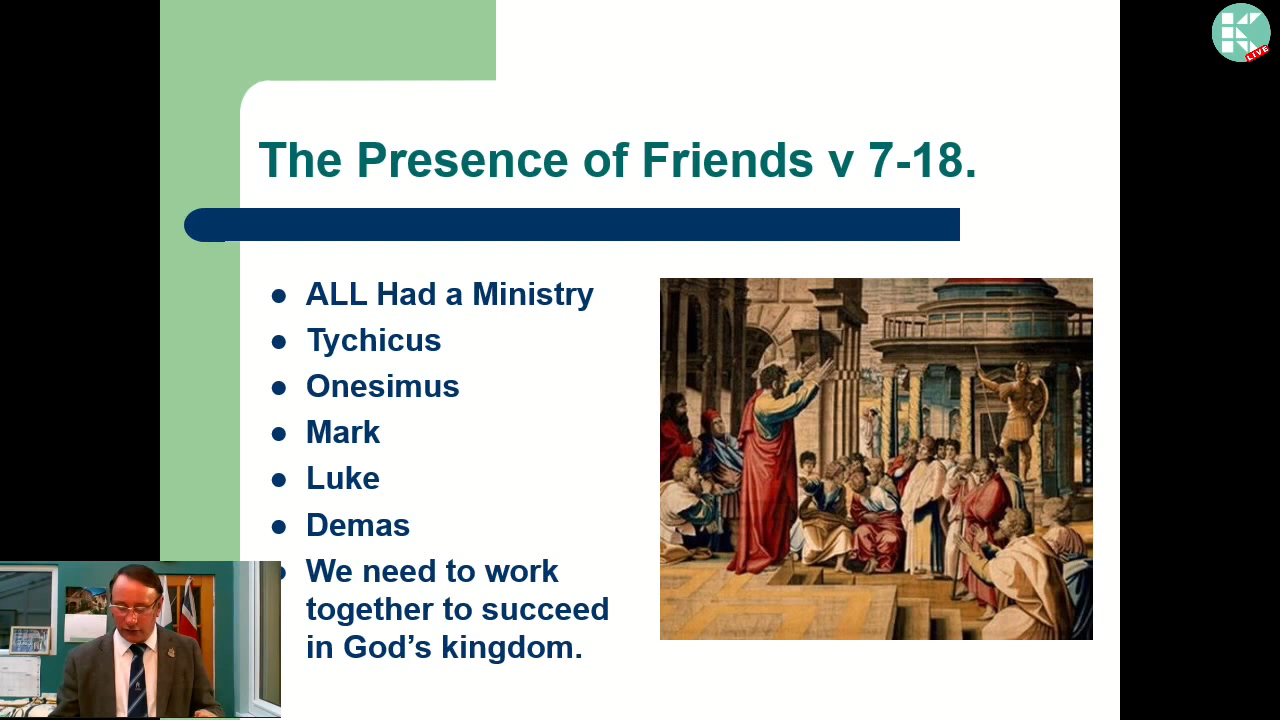 LIVE
The Presence of Friends v 7-18.
ALL Had a Ministry
Tychicus
Onesimus
Mark
Luke
Demas
We need to work
together to succeed
in God’s kingdom.